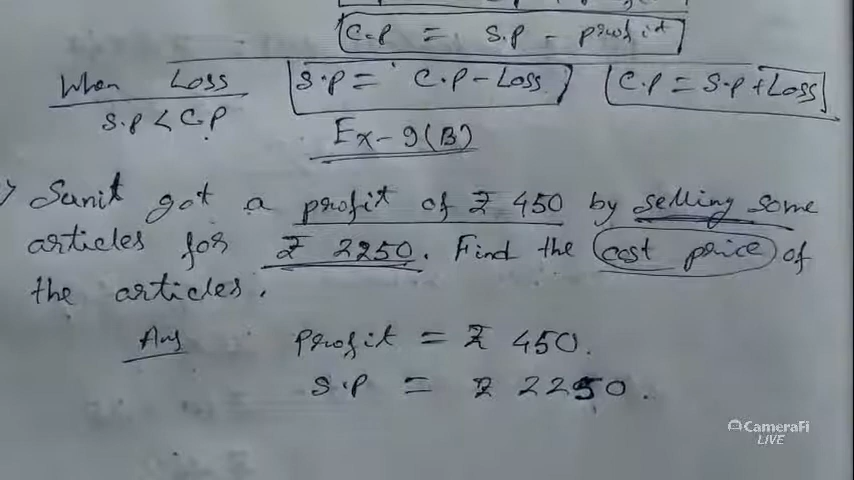 C.P = S.P - profit
When Loss S.P = C.P - Loss C.P = S.P + Loss
S.P < C.P
Ex - 9(B)
Sunit got a profit of ₹ 450 by selling some
articles for ₹ 2250. Find the cost price of
the articles.
Ans profit = ₹ 450.
S.P = ₹ 2250.
CameraFi
LIVE